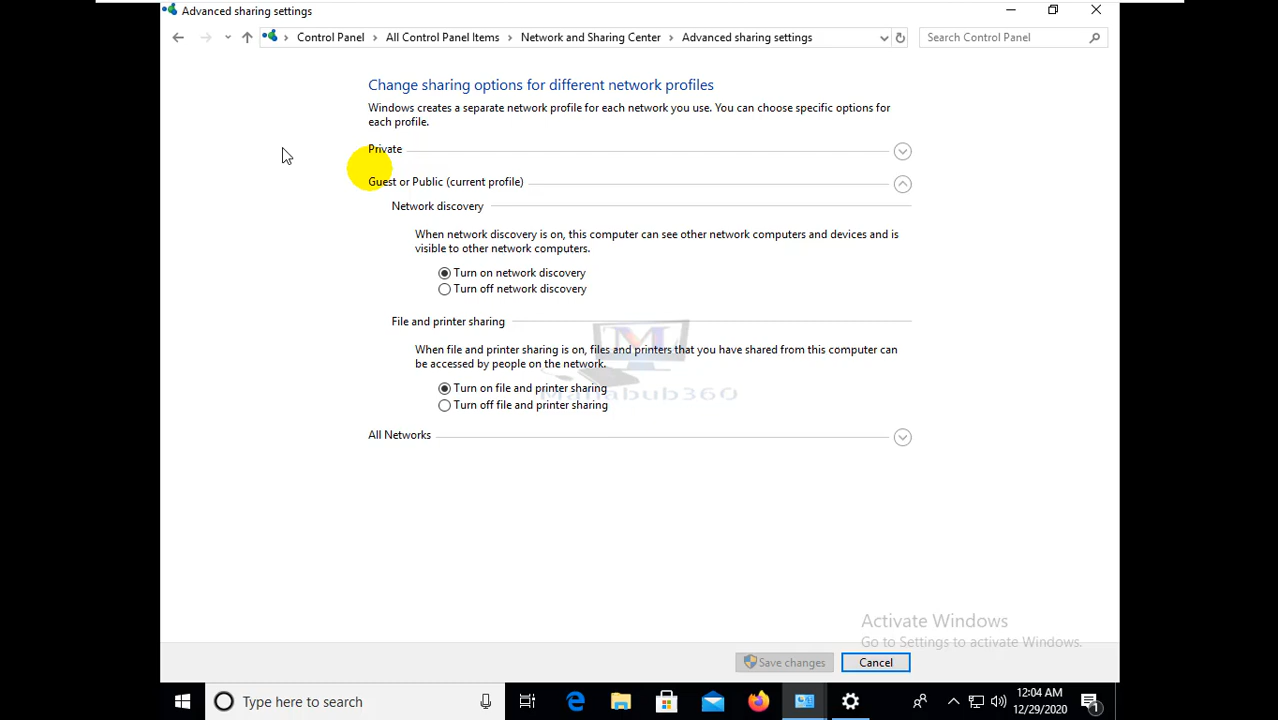 Advanced sharing settings
Control Panel
All Control Panel Items
Network and Sharing Center
Advanced sharing settings
Search Control Panel
Change sharing options for different network profiles
Windows creates a separate network profile for each network you use. You can choose specific options for
each profile.
Private
Guest or Public (current profile)
Network discovery
When network discovery is on, this computer can see other network computers and devices and is
visible to other network computers.
Turn on network discovery
Turn off network discovery
File and printer sharing
When file and printer sharing is on, files and printers that you have shared from this computer can
be accessed by people on the network.
Turn on file and printer sharing
Mahabub360
Turn off file and printer sharing
All Networks
Activate Windows
Go to Settings to activate Windows.
Save changes
Cancel
Type here to search
12:04 AM
12/29/2020
1